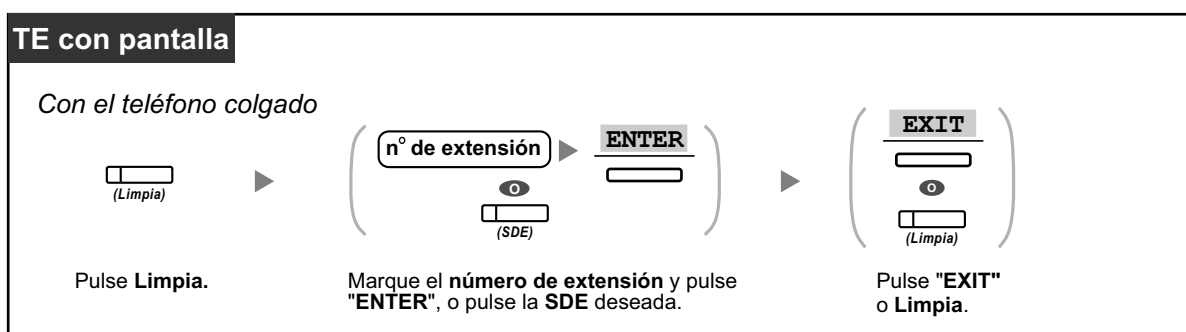 TE con pantalla
Con el teléfono colgado
(Limpia)
n° de extensión
ENTER
o
(SDE)
EXIT
o
(Limpia)
Pulse Limpia.
Marque el número de extensión y pulse
"ENTER", o pulse la SDE deseada.
Pulse "EXIT"
o Limpia.